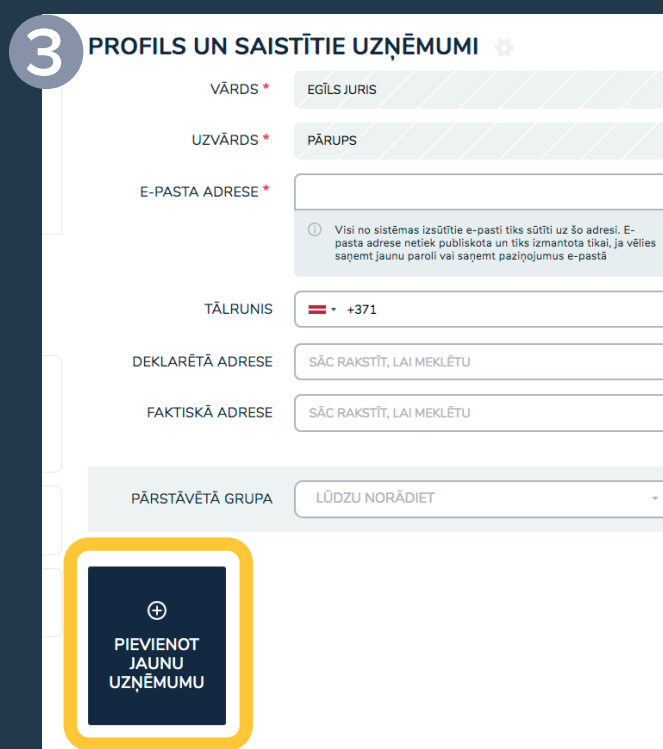 3
PROFILS UN SAISTĪTIE UZŅĒMUMI
VĀRDS *
EGĪLS JURIS
UZVĀRDS *
PĀRUPS
E-PASTA ADRESE *
Visi no sistēmas izsūtītie e-pasti tiks sūtīti uz šo adresi. E-
pasta adrese netiek publiskota un tiks izmantota tikai, ja vēlies
saņemt jaunu paroli vai saņemt paziņojumus e-pastā
TĀLRUNIS
+371
DEKLARĒTĀ ADRESE
SĀC RAKSTĪT, LAI MEKLĒTU
FAKTISKĀ ADRESE
SĀC RAKSTĪT, LAI MEKLĒTU
PĀRSTĀVĒTĀ GRUPA
LŪDZU NORĀDIET
PIEVIENOT
JAUNU
UZŅĒMUMU